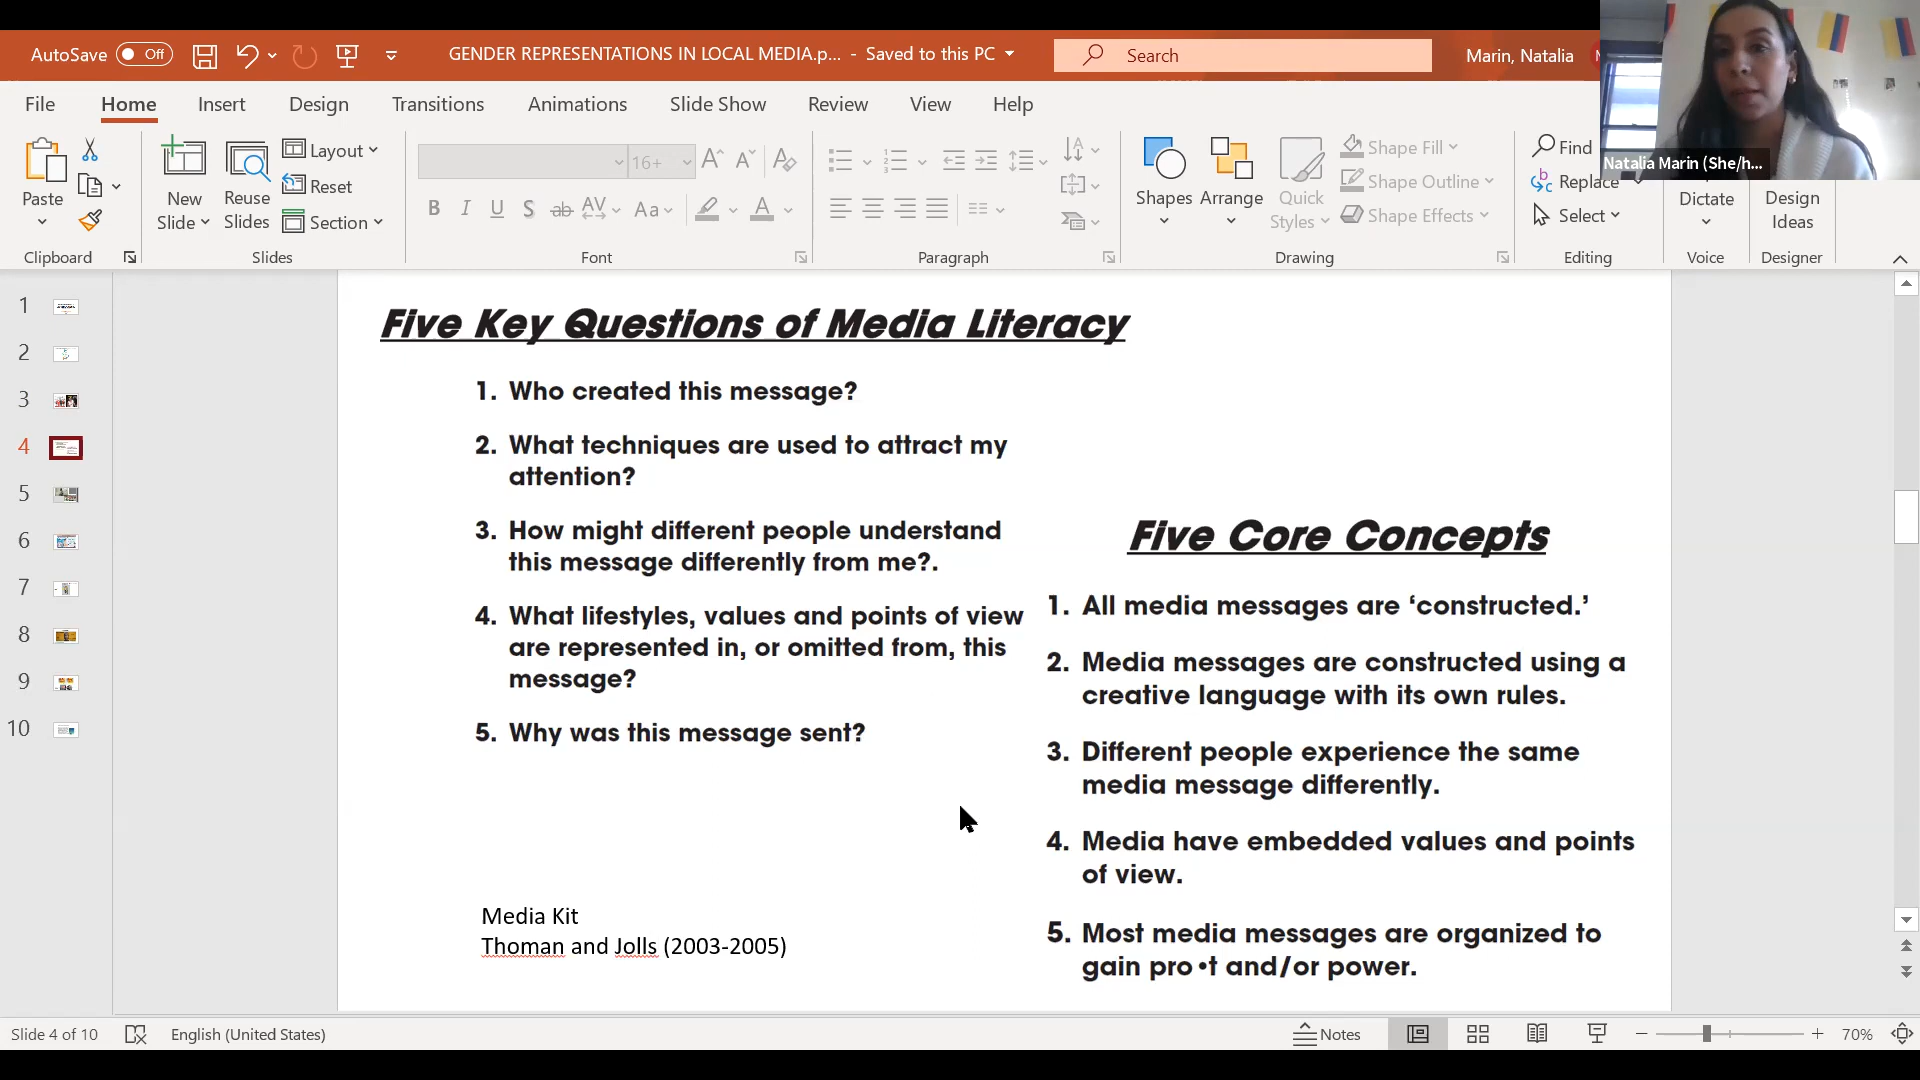 AutoSave Off
GENDER REPRESENTATIONS IN LOCAL MEDIA.p... - Saved to this PC
Search
Marin, Natalia
File Home Insert Design Transitions Animations Slide Show Review View Help
Paste
New
Slide
Reuse
Slides
Layout
Reset
Section
16+
Aa
Shapes
Arrange
Quick
Styles
Shape Fill
Shape Outline
Shape Effects
Find
Replace
Select
Dictate
Design
Ideas
Natalia Marin (She/h...
Clipboard Slides Font Paragraph Drawing Editing Voice Designer
1
2
3
4
5
6
7
8
9
10
Five Key Questions of Media Literacy
1. Who created this message?
2. What techniques are used to attract my
attention?
3. How might different people understand
this message differently from me?.
4. What lifestyles, values and points of view
are represented in, or omitted from, this
message?
5. Why was this message sent?
Media Kit
Thoman and Jolls (2003-2005)
Five Core Concepts
1. All media messages are ‘constructed.’
2. Media messages are constructed using a
creative language with its own rules.
3. Different people experience the same
media message differently.
4. Media have embedded values and points
of view.
5. Most media messages are organized to
gain pro•t and/or power.
Slide 4 of 10 English (United States) Notes 70%